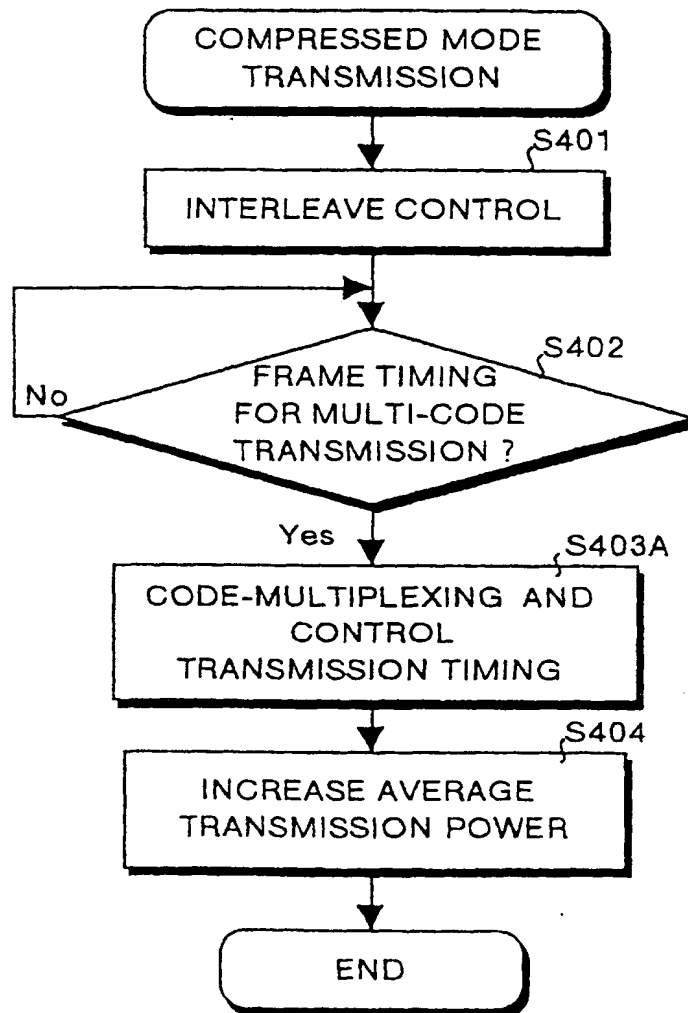 COMPRESSED MODE
TRANSMISSION
S401
INTERLEAVE CONTROL
S402
FRAME TIMING
FOR MULTI-CODE
TRANSMISSION ?
No
Yes
S403A
CODE-MULTIPLEXING AND
CONTROL
TRANSMISSION TIMING
S404
INCREASE AVERAGE
TRANSMISSION POWER
END